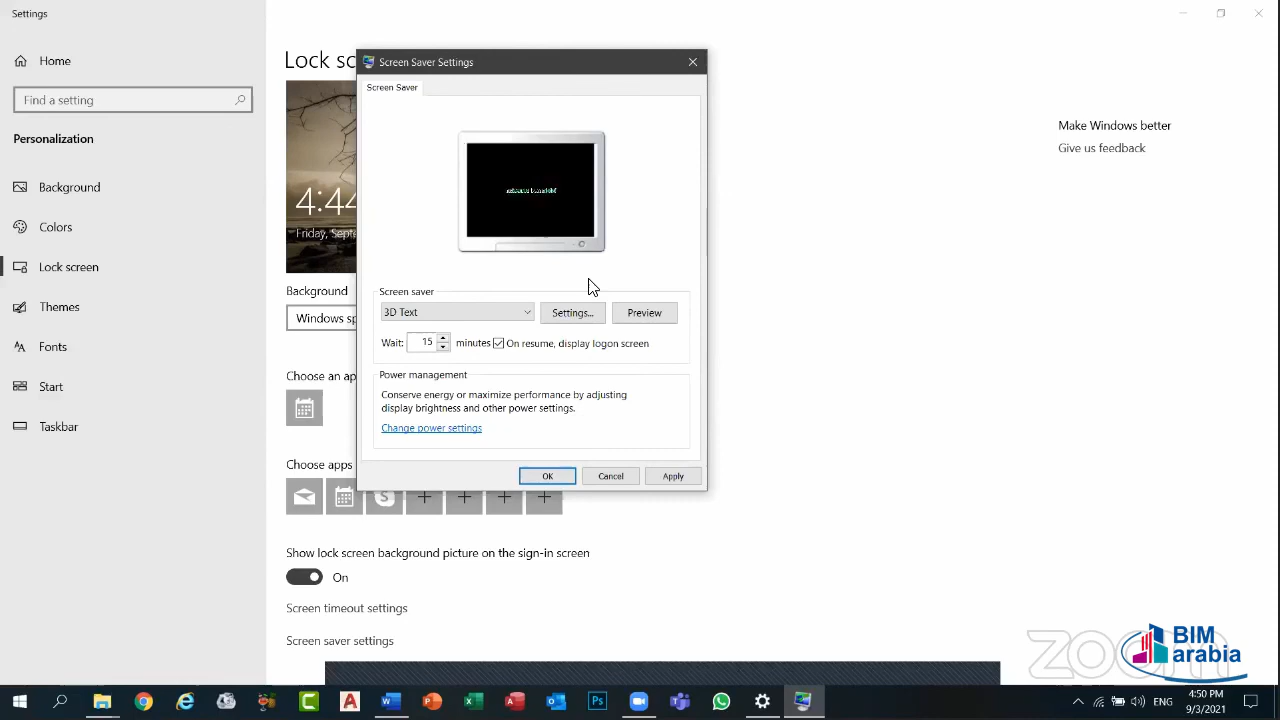 Settings
Home
Find a setting
Personalization
Background
Colors
Lock screen
Themes
Fonts
Start
Taskbar
Lock sc
4:44
Friday, Sept
Background
Windows sp
Choose an ap
Choose apps
Show lock screen background picture on the sign-in screen
On
Screen timeout settings
Screen saver settings
Screen Saver Settings
Screen Saver
Screen saver
3D Text
Settings...
Preview
Wait: 15 minutes On resume, display logon screen
Power management
Conserve energy or maximize performance by adjusting
display brightness and other power settings.
Change power settings
OK Cancel Apply
Make Windows better
Give us feedback
zoom
BIM
arabia
ENG
4:50 PM
9/3/2021